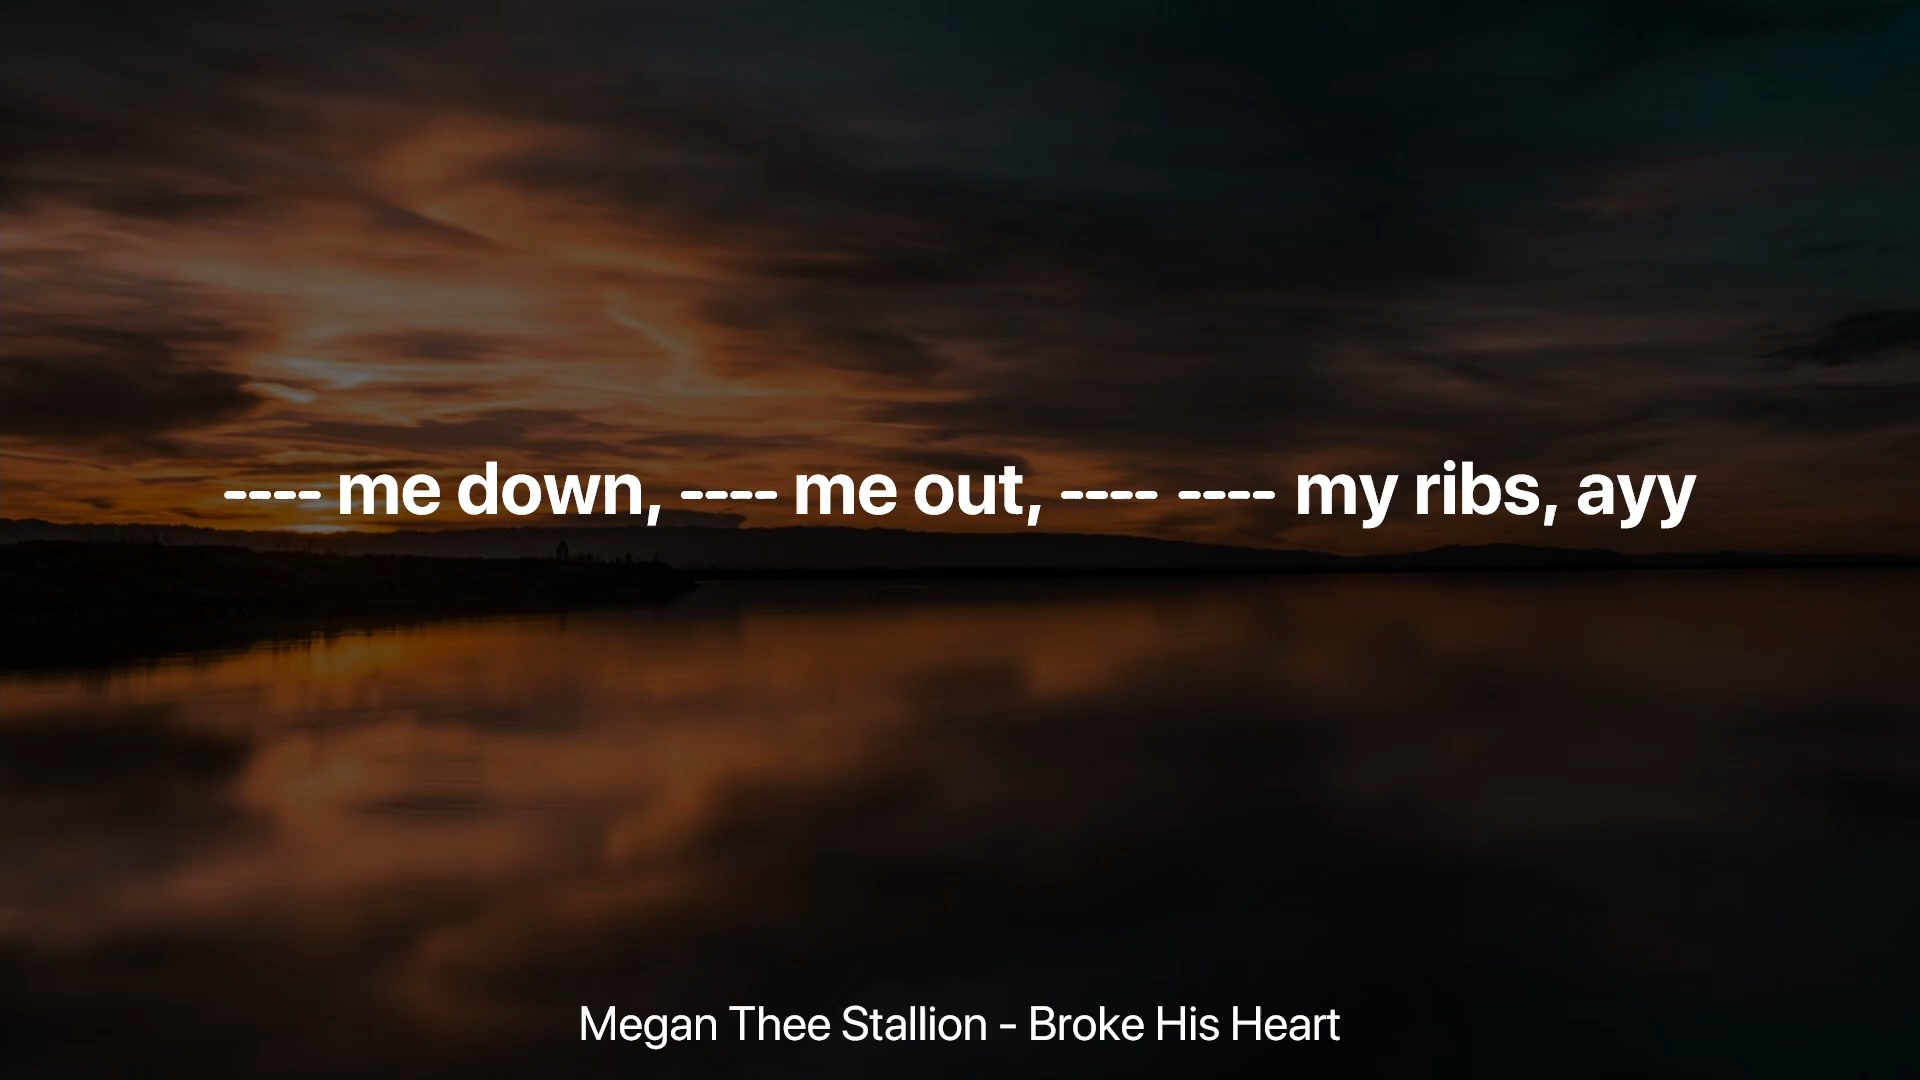 ---- me down, ---- me out, ---- ---- my ribs, ayy
Megan Thee Stallion - Broke His Heart